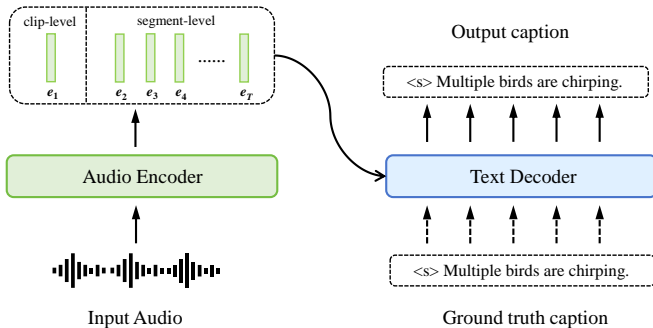 clip-level segment-level
e1 e2 e3 e4 ...... eT
Audio Encoder
Input Audio
Output caption
<s> Multiple birds are chirping.
Text Decoder
<s> Multiple birds are chirping.
Ground truth caption